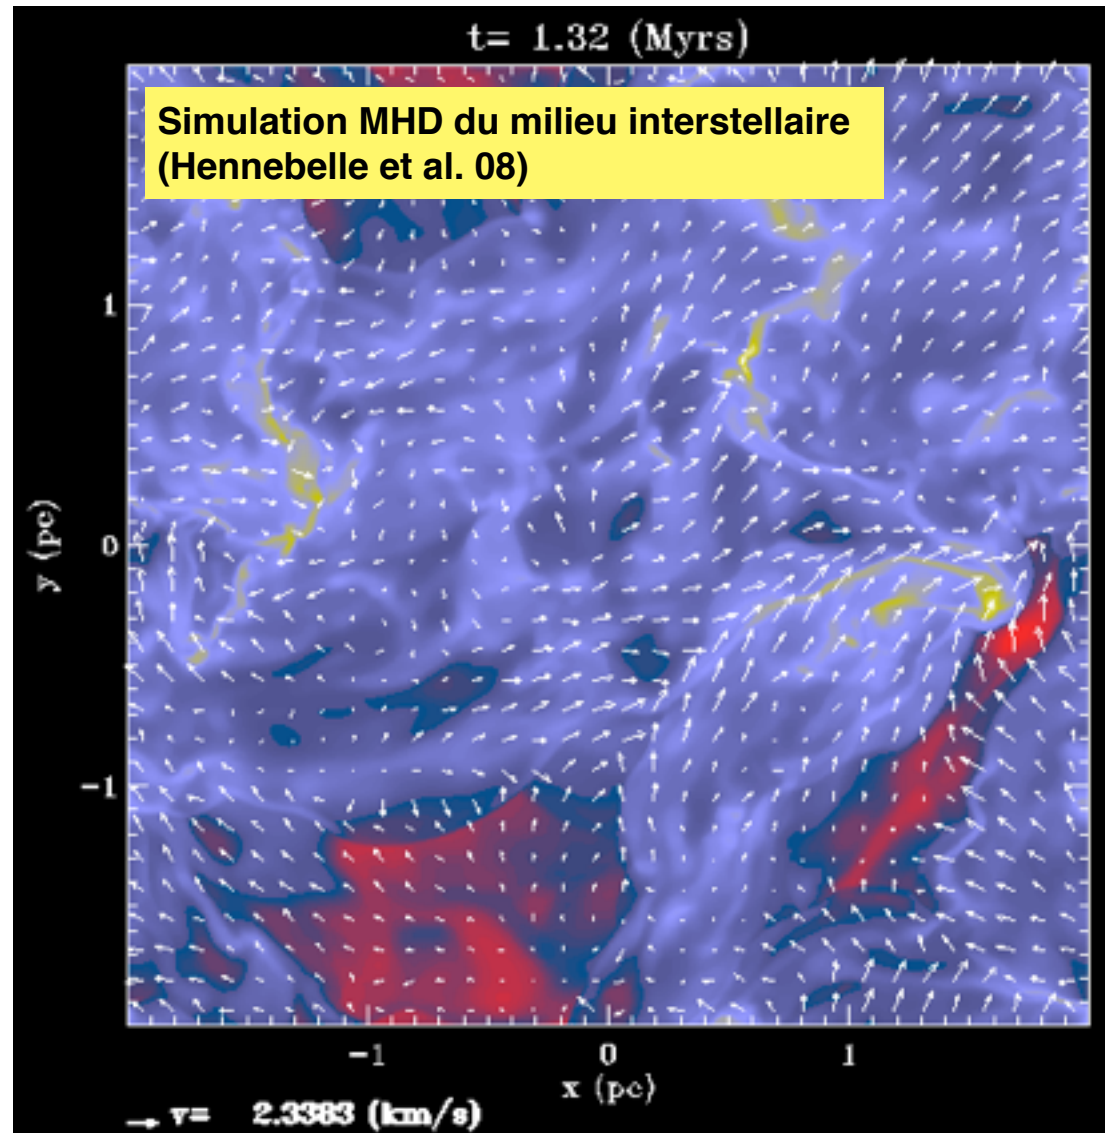 t= 1.32 (Myrs)
Simulation MHD du milieu interstellaire
(Hennebelle et al. 08)
1
0
−1
y (pc)
−1 0 1
x (pc)
v= 2.3383 (km/s)